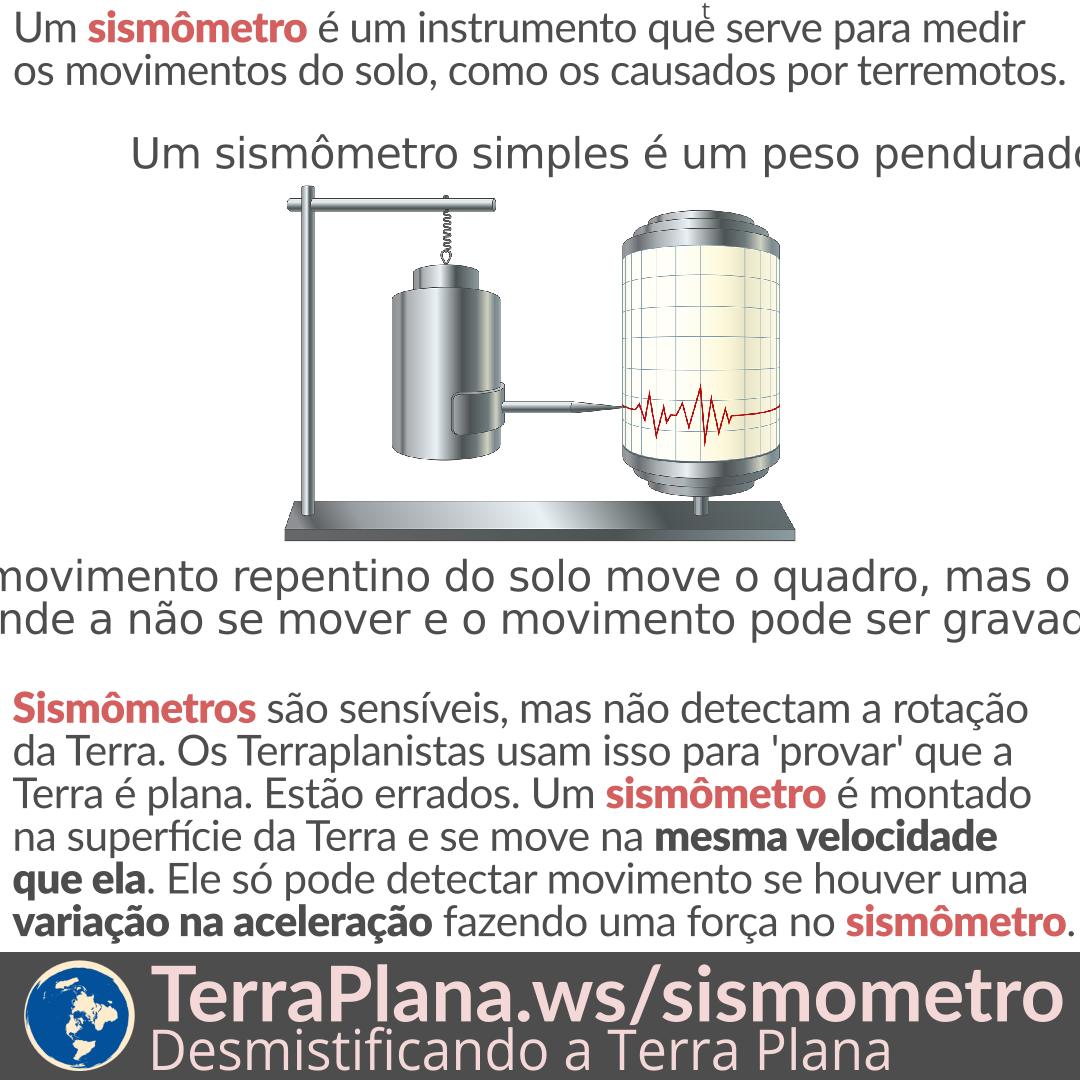 Um sismômetro é um instrumento que serve para medir
t
os movimentos do solo, como os causados por terremotos.
Um sismômetro simples é um peso pendurado
movimento repentino do solo move o quadro, mas o
nde a não se mover e o movimento pode ser gravad
Sismômetros são sensíveis, mas não detectam a rotação
da Terra. Os Terraplanistas usam isso para 'provar' que a
Terra é plana. Estão errados. Um sismômetro é montado
na superfície da Terra e se move na mesma velocidade
que ela. Ele só pode detectar movimento se houver uma
variação na aceleração fazendo uma força no sismômetro.
TerraPlana.ws/sismometro
Desmistificando a Terra Plana